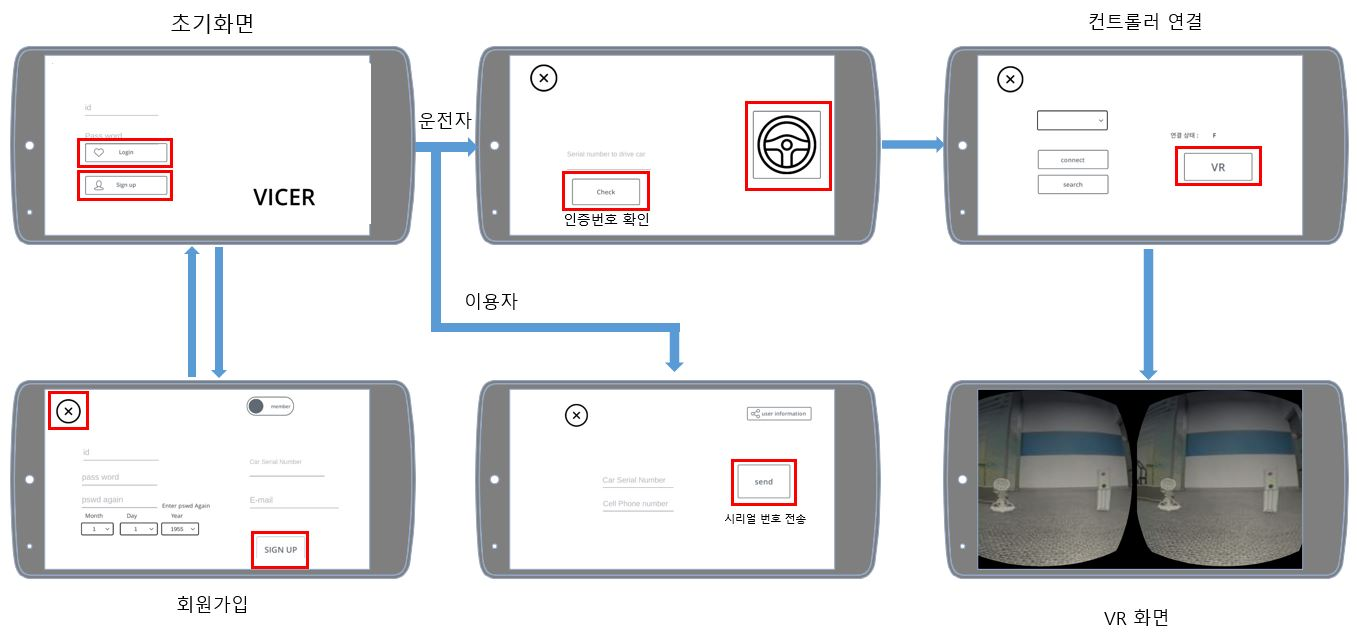 초기화면
id
Pass word
Login
Sign up
VICER
운전자
Serial number to drive car
Check
인증번호 확인
컨트롤러 연결
connect
search
연결 상태 : F
VR
이용자
member
id
pass word
pswd again
Enter pswd Again
Month Day Year
1 1 1955
Car Serial Number
E-mail
SIGN UP
회원가입
user information
Car Serial Number
Cell Phone number
send
시리얼 번호 전송
VR 화면